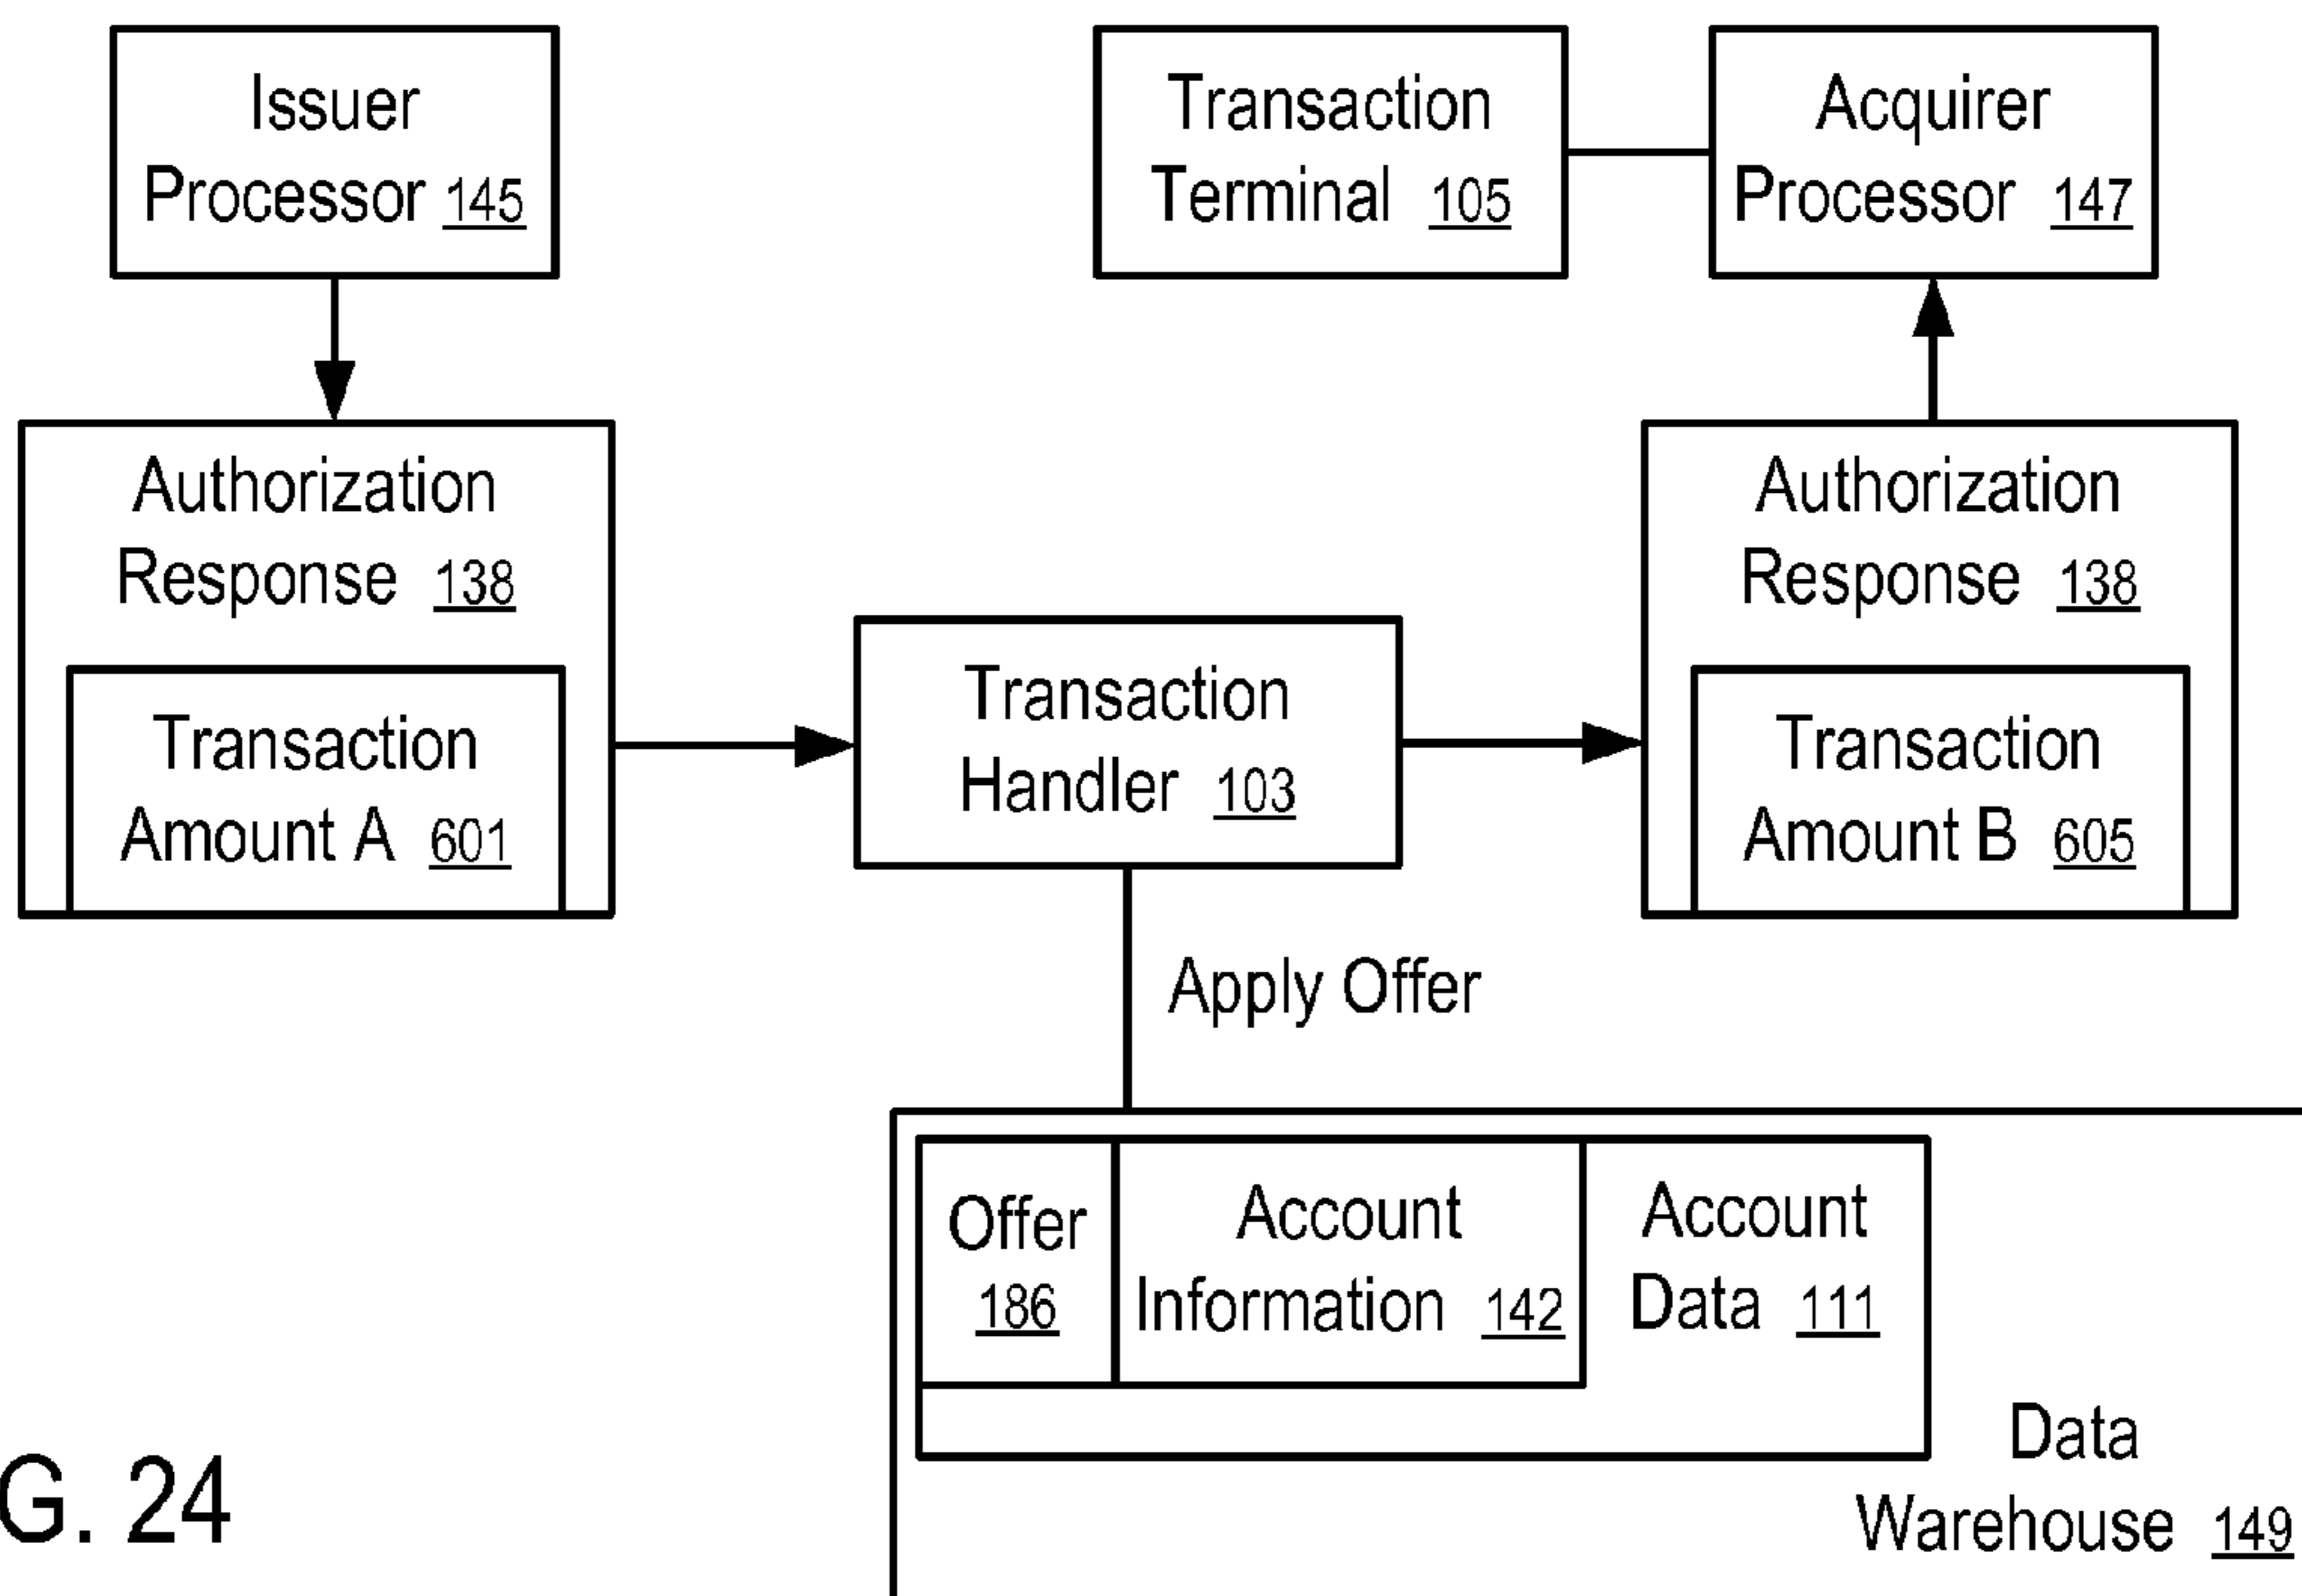 Issuer
Processor 145
Transaction
Terminal 105
Acquirer
Processor 147
Authorization
Response 138
Transaction
Amount A 601
Transaction
Handler 103
Authorization
Response 138
Transaction
Amount B 605
Apply Offer
Offer
186
Account
Information 142
Account
Data 111
Data
Warehouse 149
G. 24